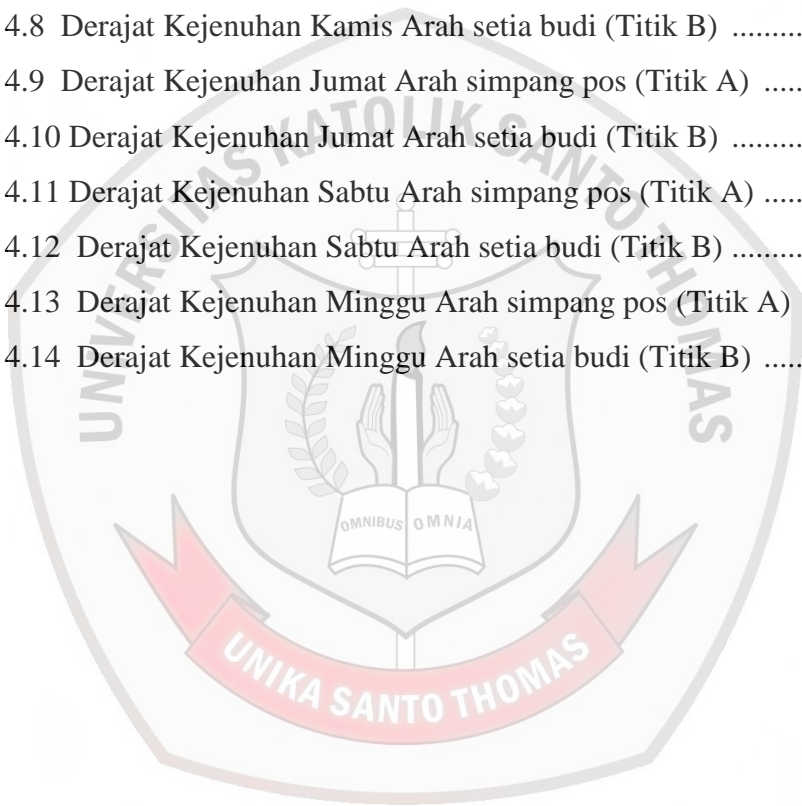 4.8 Derajat Kejenuhan Kamis Arah setia budi (Titik B) .........
4.9 Derajat Kejenuhan Jumat Arah simpang pos (Titik A) .....
4.10 Derajat Kejenuhan Jumat Arah setia budi (Titik B) .........
4.11 Derajat Kejenuhan Sabtu Arah simpang pos (Titik A) .....
4.12 Derajat Kejenuhan Sabtu Arah setia budi (Titik B) .........
4.13 Derajat Kejenuhan Minggu Arah simpang pos (Titik A)
4.14 Derajat Kejenuhan Minggu Arah setia budi (Titik B) .....
UNIVERSITAS KATOLIK SANTO THOMAS
OMNIBUS OMNIA
UNIKA SANTO THOMAS